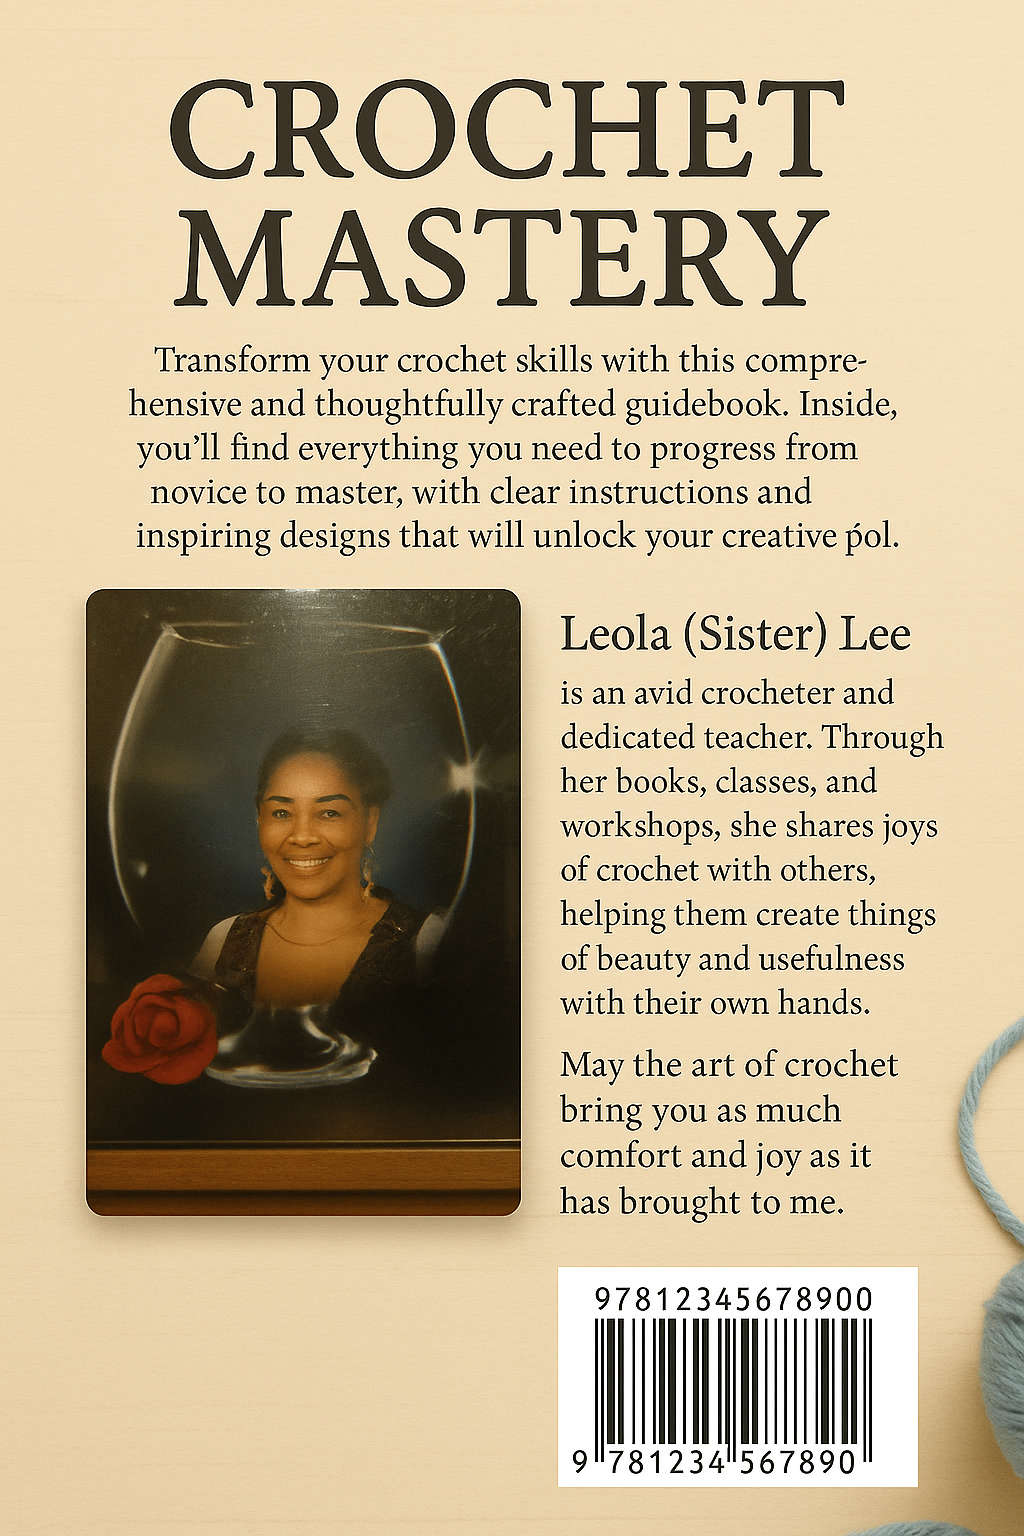 CROCHET
MASTERY
Transform your crochet skills with this compre-
hensive and thoughtfully crafted guidebook. Inside,
you’ll find everything you need to progress from
novice to master, with clear instructions and
inspiring designs that will unlock your creative ṕol.
Leola (Sister) Lee
is an avid crocheter and
dedicated teacher. Through
her books, classes, and
workshops, she shares joys
of crochet with others,
helping them create things
of beauty and usefulness
with their own hands.
May the art of crochet
bring you as much
comfort and joy as it
has brought to me.
97812345678900
9 781234 567890